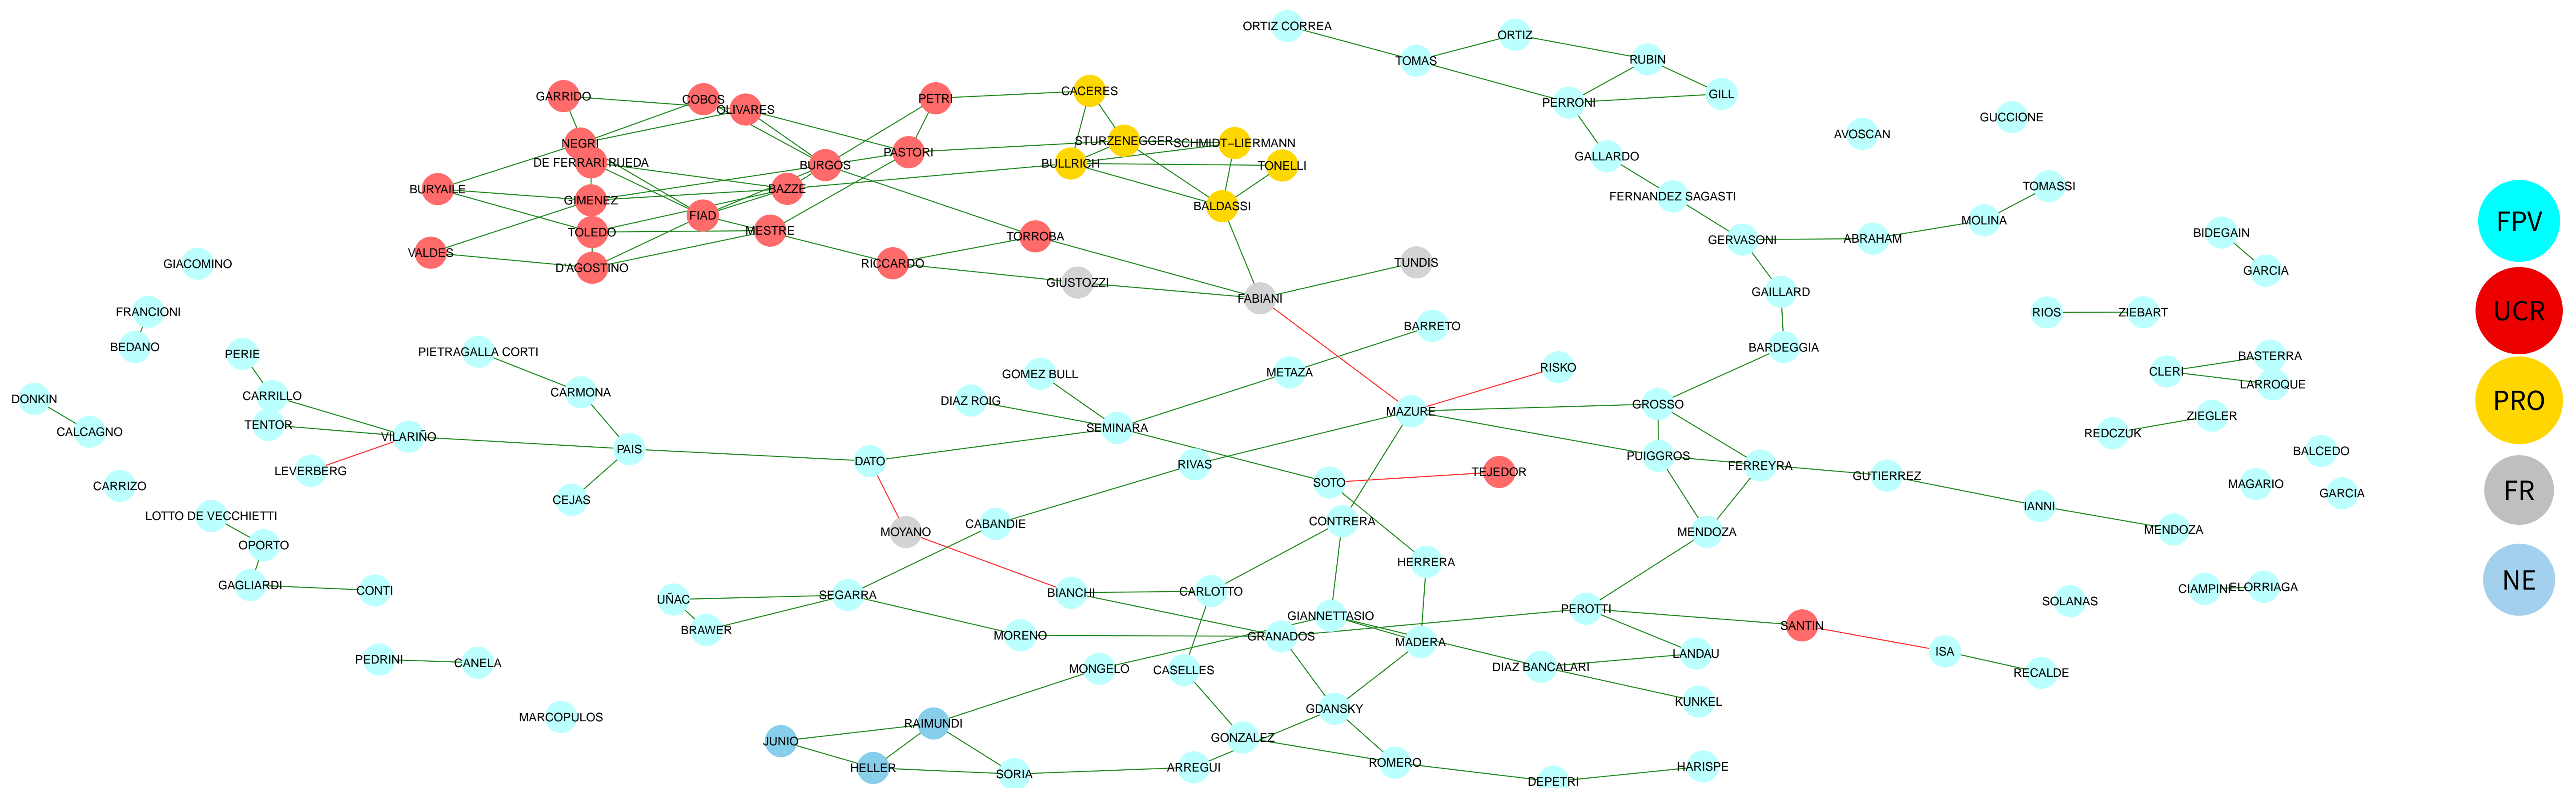 ORTIZ CORREA
ORTIZ
TOMAS
RUBIN
GILL
PERRONI
GARRIDO
COBOS
OLIVARES
PETRI
CACERES
GUCCIONE
AVOSCAN
NEGRI
STURZENEGGER
SCHMIDT-LIERMANN
DE FERRARI RUEDA
BURGOS
PASTORI
BULLRICH
TONELLI
GALLARDO
BURYAILE
BAZZE
GIMENEZ
FERNANDEZ SAGASTI
TOMASSI
FIAD
BALDASSI
MOLINA
FPV
TOLEDO
MESTRE
TORROBA
GERVASONI
ABRAHAM
BIDEGAIN
VALDES
D'AGOSTINO
RICCARDO
TUNDIS
GIACOMINO
GARCIA
GIUSTOZZI
FABIANI
GAILLARD
FRANCIONI
RIOS
ZIEBART
UCR
BARRETO
BEDANO
PERIE
PIETRAGALLA CORTI
BARDEGGIA
BASTERRA
GOMEZ BULL
METAZA
RISKO
CLERI
LARROQUE
CARRILLO
CARMONA
DONKIN
DIAZ ROIG
MAZURE
GROSSO
PRO
ZIEGLER
TENTOR
CALCAGNO
VILARIÑO
SEMINARA
REDCZUK
PAIS
DATO
RIVAS
PUIGGROS
FERREYRA
BALCEDO
LEVERBERG
TEJEDOR
SOTO
GUTIERREZ
CARRIZO
MAGARIO
GARCIA
FR
CEJAS
IANNI
LOTTO DE VECCHIETTI
CABANDIE
CONTRERA
MOYANO
MENDOZA
MENDOZA
OPORTO
HERRERA
GAGLIARDI
CONTI
UÑAC
SEGARRA
BIANCHI
CARLOTTO
CIAMPINI
ELORRIAGA
NE
SOLANAS
GIANNETTASIO
PEROTTI
BRAWER
MORENO
GRANADOS
MADERA
SANTIN
PEDRINI
CANELA
MONGELO
CASELLES
DIAZ BANCALARI
LANDAU
ISA
RECALDE
KUNKEL
MARCOPULOS
RAIMUNDI
GDANSKY
JUNIO
GONZALEZ
HELLER
SORIA
ARREGUI
ROMERO
HARISPE
DEPETRI